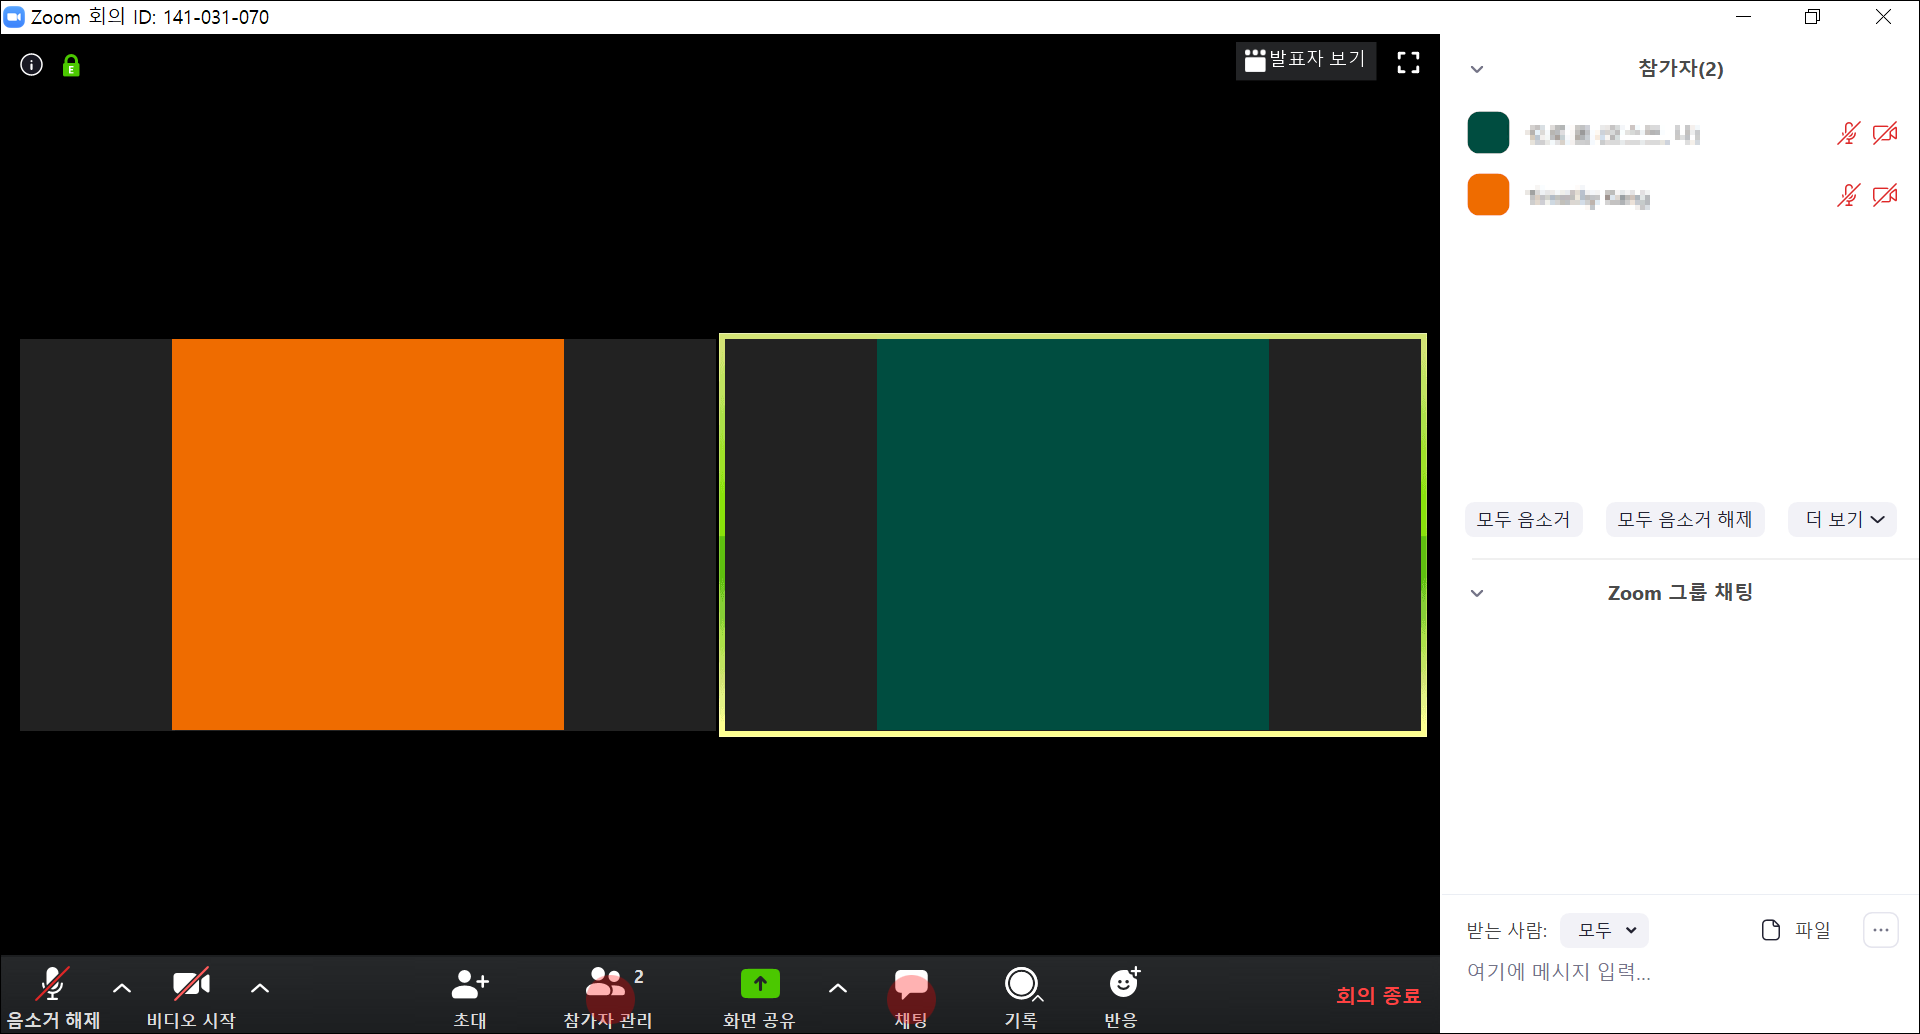 Zoom 회의 ID: 141-031-070
발표자 보기
참가자(2)
모두 음소거
모두 음소거 해제
더 보기
Zoom 그룹 채팅
받는 사람:
모두
파일
여기에 메시지 입력...
음소거 해제
비디오 시작
초대
2
참가자 관리
화면 공유
채팅
기록
반응
회의 종료